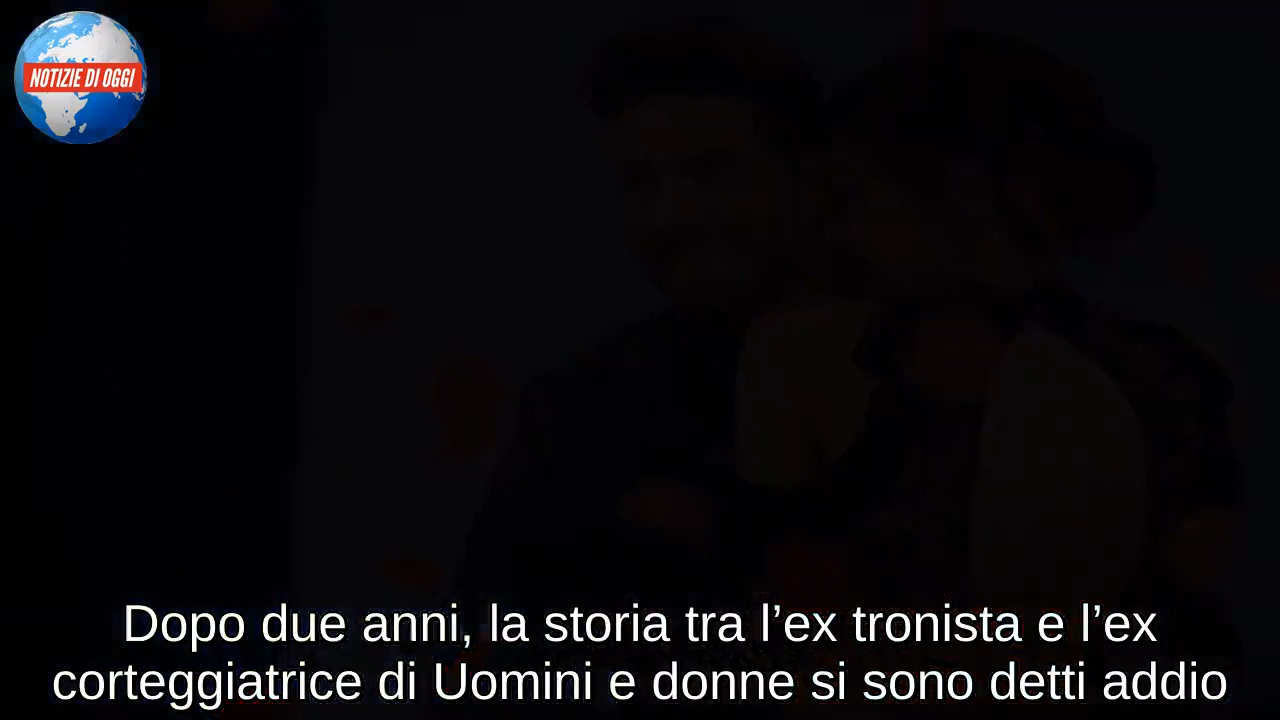 NOTIZIE DI OGGI
Dopo due anni, la storia tra l’ex tronista e l’ex
corteggiatrice di Uomini e donne si sono detti addio